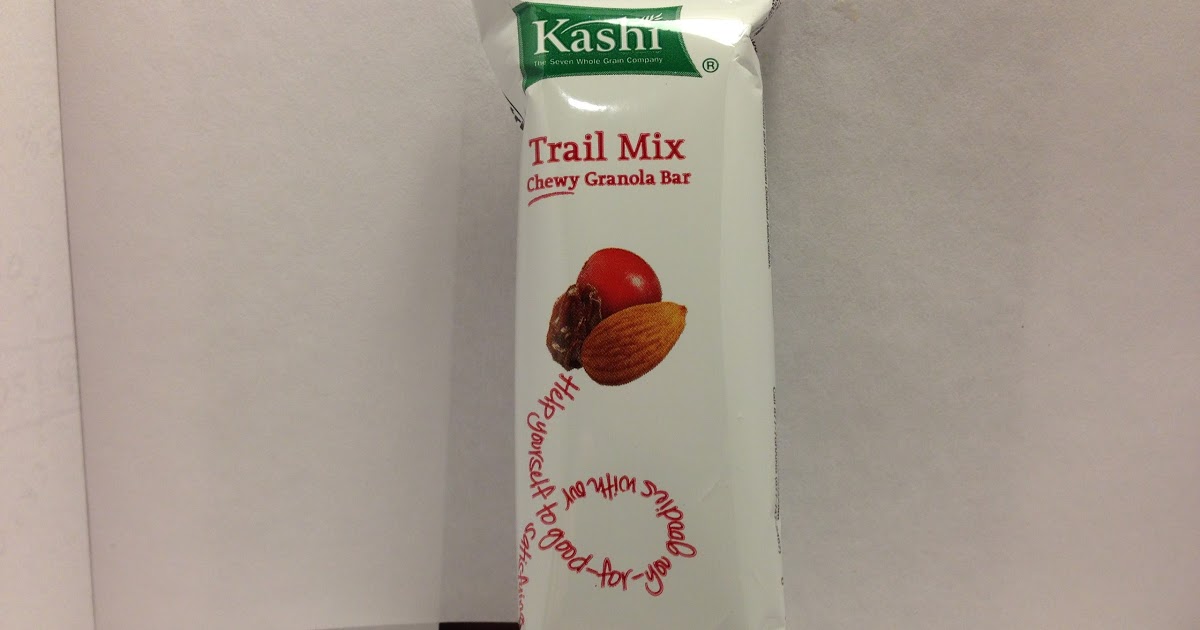 Kashi
The Seven Whole Grain Company
®
Trail Mix
Chewy Granola Bar
Help yourself to good-for-ya goodies with our